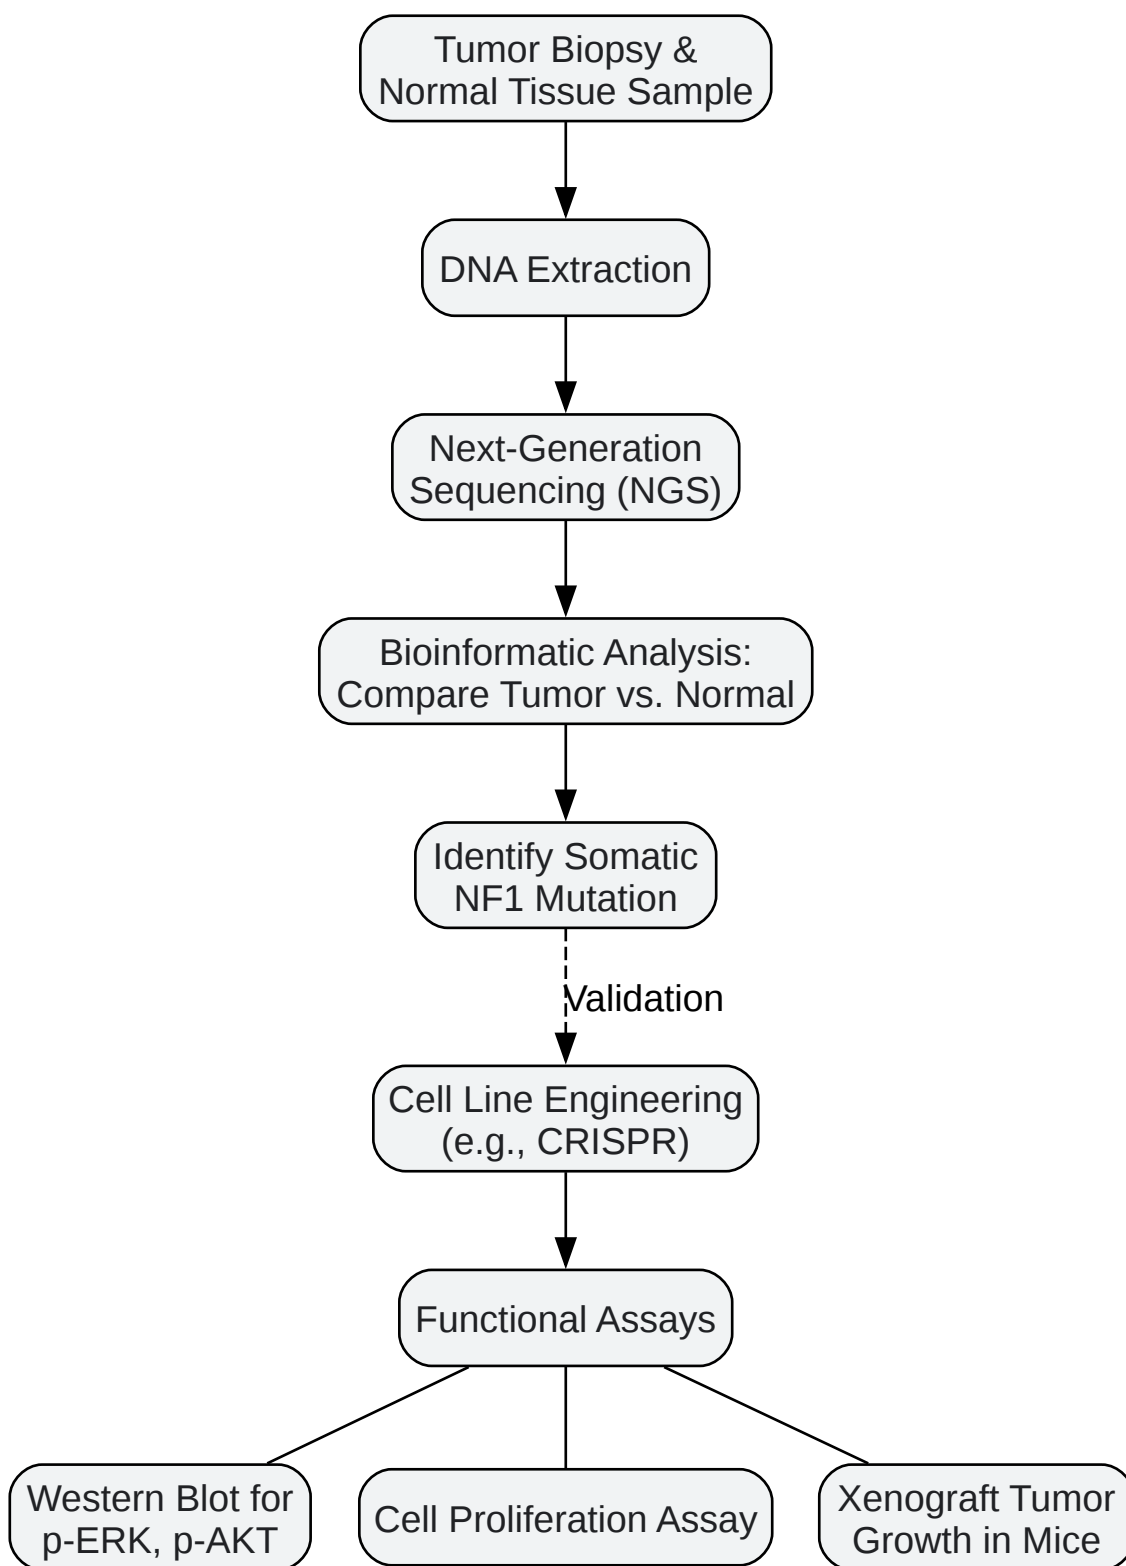 Tumor Biopsy &
Normal Tissue Sample
DNA Extraction
Next-Generation
Sequencing (NGS)
Bioinformatic Analysis:
Compare Tumor vs. Normal
Identify Somatic
NF1 Mutation
Validation
Cell Line Engineering
(e.g., CRISPR)
Functional Assays
Western Blot for
p-ERK, p-AKT
Cell Proliferation Assay
Xenograft Tumor
Growth in Mice